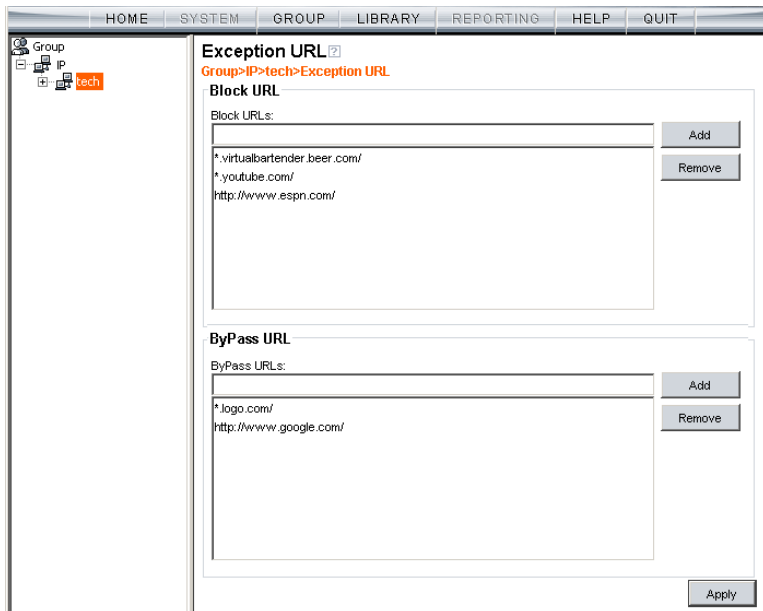 HOME SYSTEM GROUP LIBRARY REPORTING HELP QUIT
Group
IP
tech
Exception URL?
Group>IP>tech>Exception URL
Block URL
Block URLs:
Add
*.virtualbartender.beer.com/
*.youtube.com/
http://www.espn.com/
Remove
ByPass URL
ByPass URLs:
Add
*.logo.com/
http://www.google.com/
Remove
Apply